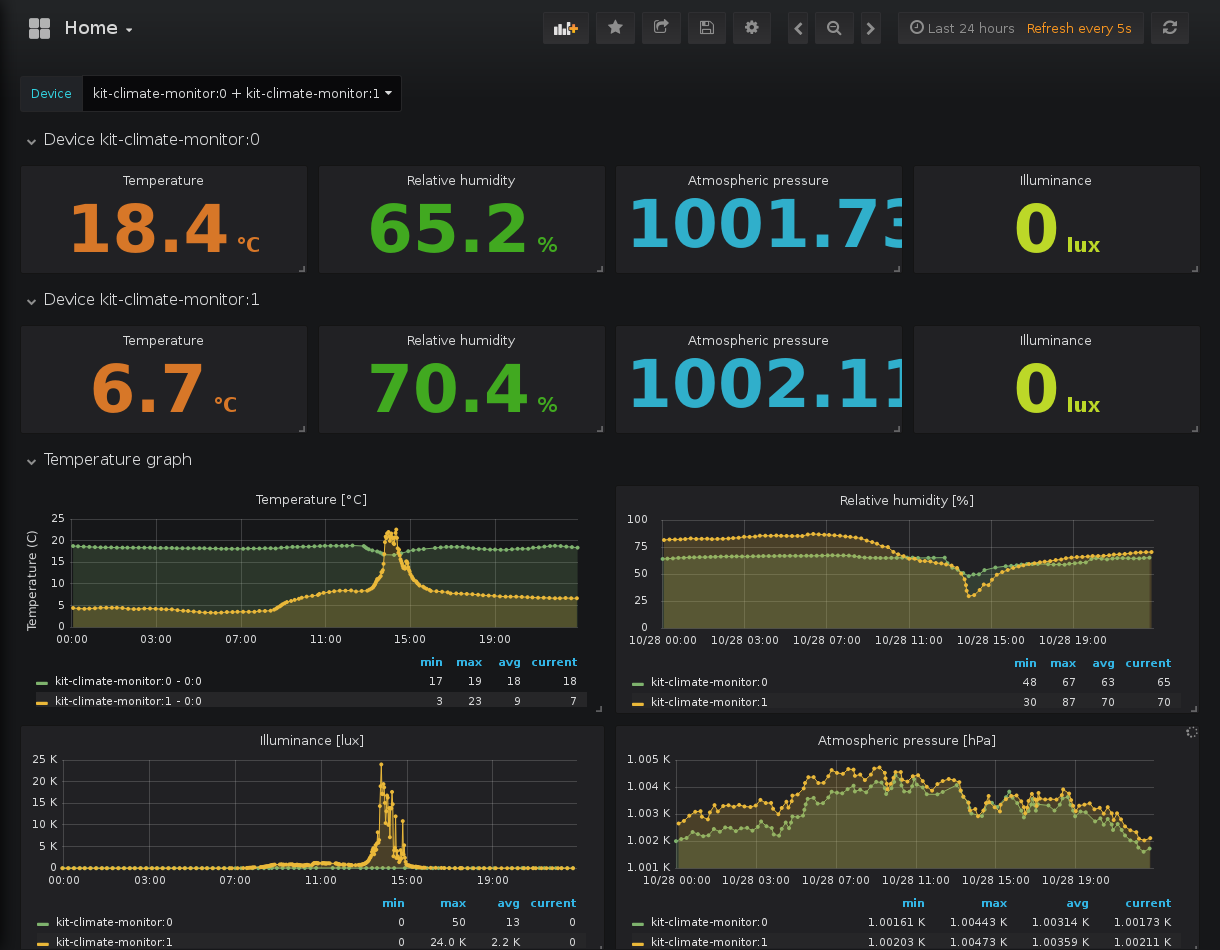 Home
Last 24 hours Refresh every 5s
Device kit-climate-monitor:0 + kit-climate-monitor:1
Device kit-climate-monitor:0
Temperature Relative humidity Atmospheric pressure Illuminance
18.4 °C 65.2 % 1001.73 0 lux
Device kit-climate-monitor:1
Temperature Relative humidity Atmospheric pressure Illuminance
6.7 °C 70.4 % 1002.11 0 lux
Temperature graph
Temperature [°C]
Temperature (C)
25
20
15
10
5
0
00:00 03:00 07:00 11:00 15:00 19:00
min max avg current
kit-climate-monitor:0 - 0:0 17 19 18 18
kit-climate-monitor:1 - 0:0 3 23 9 7
Relative humidity [%]
100
75
50
25
0
10/28 00:00 10/28 03:00 10/28 07:00 10/28 11:00 10/28 15:00 10/28 19:00
min max avg current
kit-climate-monitor:0 48 67 63 65
kit-climate-monitor:1 30 87 70 70
Illuminance [lux]
25 K
20 K
15 K
10 K
5 K
0
00:00 03:00 07:00 11:00 15:00 19:00
min max avg current
kit-climate-monitor:0 0 50 13 0
kit-climate-monitor:1 0 24.0 K 2.2 K 0
Atmospheric pressure [hPa]
1.005 K
1.004 K
1.003 K
1.002 K
1.001 K
10/28 00:00 10/28 03:00 10/28 07:00 10/28 11:00 10/28 15:00 10/28 19:00
min max avg current
kit-climate-monitor:0 1.00161 K 1.00443 K 1.00314 K 1.00173 K
kit-climate-monitor:1 1.00203 K 1.00473 K 1.00359 K 1.00211 K